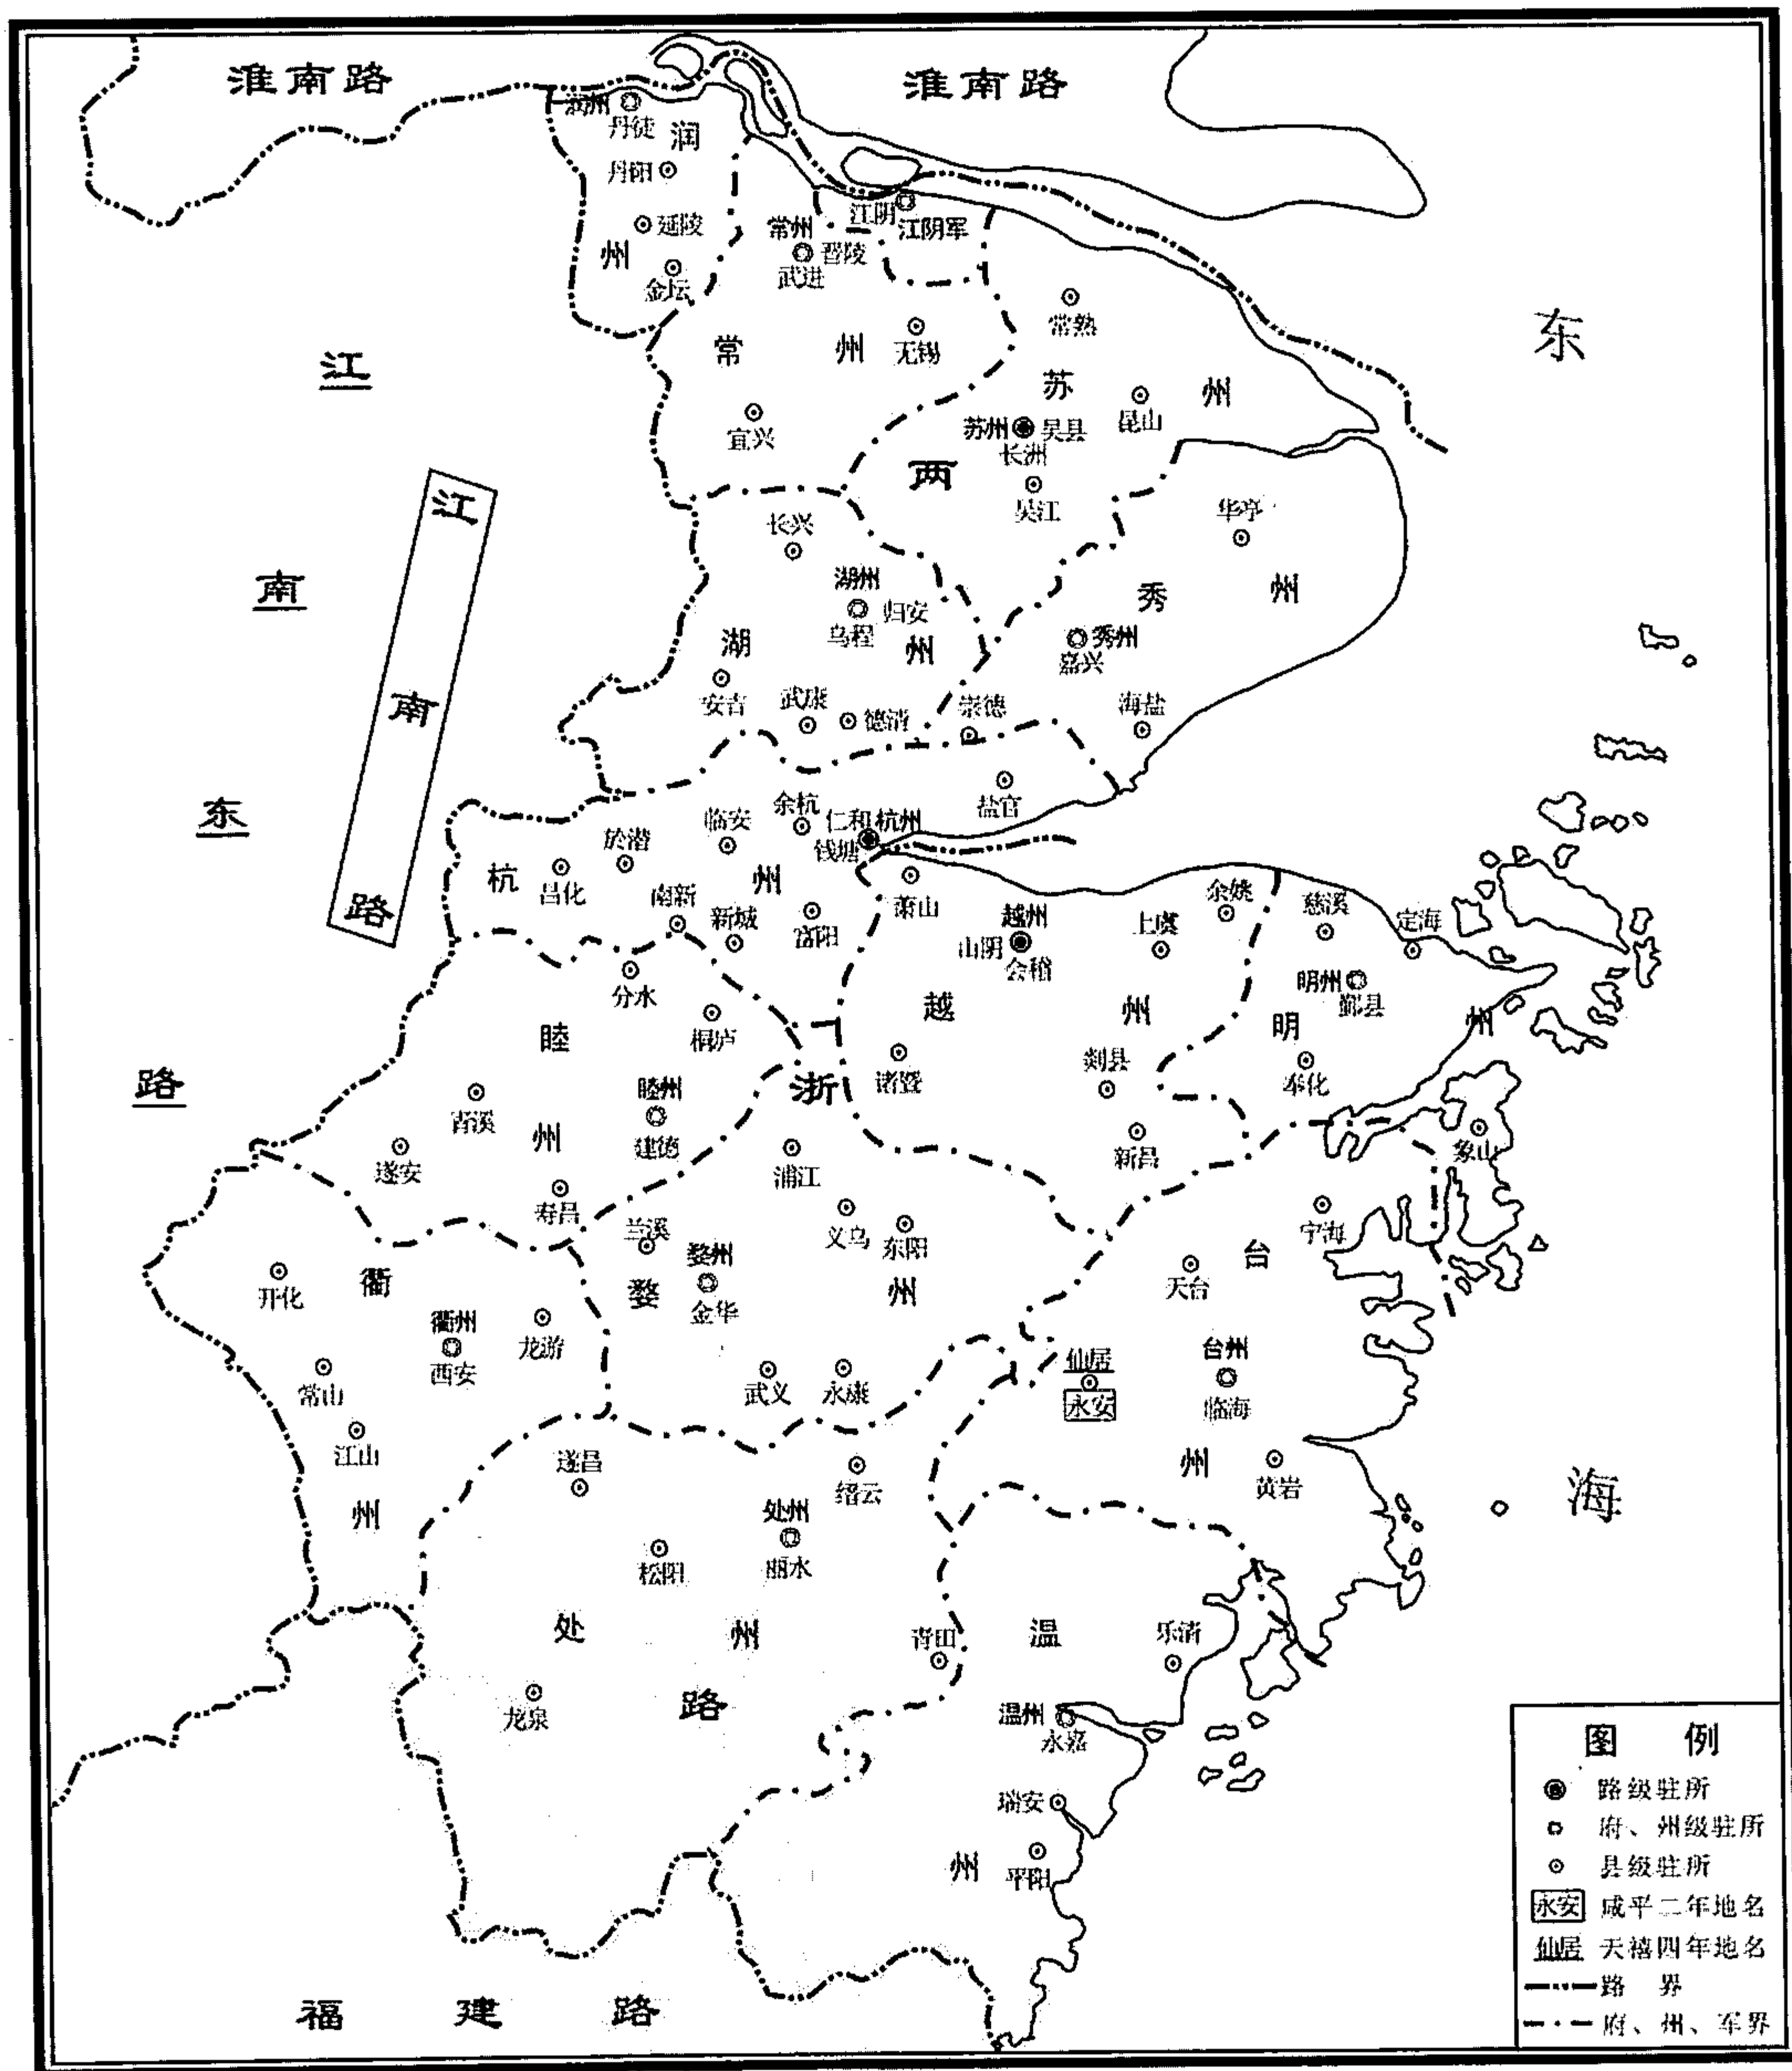 淮南路
淮南路
润州
丹徒
润
丹阳
延陵
州
金坛
常州
晋陵
武进
江阴
江阴军
常熟
东
江
常
州
无锡
宜兴
苏
州
苏州
吴县
长洲
昆山
两
吴江
华亭
江
南
路
长兴
南
湖州
归安
乌程
秀
州
湖
州
秀州
嘉兴
安吉
武康
德清
崇德
海盐
东
余杭
仁和
杭州
钱塘
盐官
临安
於潜
杭
州
昌化
南新
新城
富阳
萧山
越州
山阴
会稽
上虞
余姚
慈溪
定海
明州
鄞县
分水
桐庐
睦
越
州
明
州
路
浙
诸暨
剡县
奉化
青溪
睦州
建德
州
遂安
寿昌
浦江
新昌
象山
兰溪
义乌
东阳
宁海
开化
衢
婺州
金华
婺
州
天台
台
衢州
西安
龙游
常山
武义
永康
仙居
永安
台州
临海
江山
州
遂昌
缙云
州
黄岩
海
处州
丽水
松阳
处
州
青田
温
乐清
龙泉
路
温州
永嘉
瑞安
州
平阳
福建路
图例
路级驻所
府、州级驻所
县级驻所
永安 咸平二年地名
仙居 天禧四年地名
路界
府、州、军界